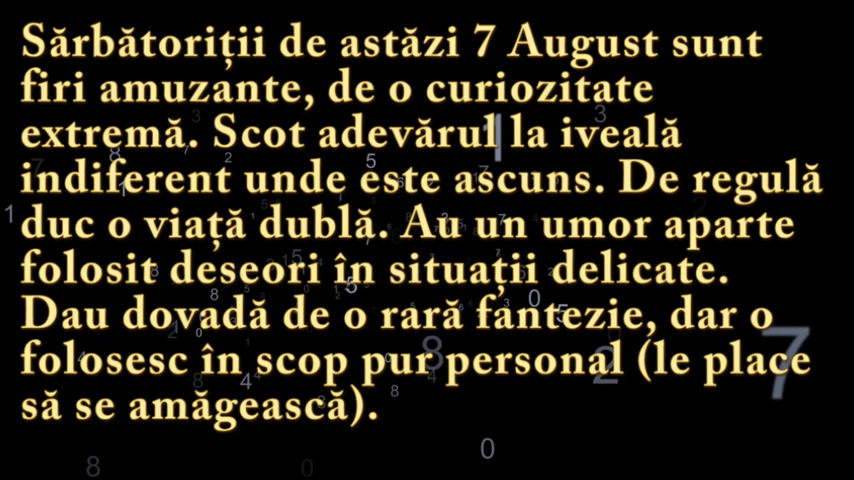 Sărbătoriții de astăzi 7 August sunt
firi amuzante, de o curiozitate
extremă. Scot adevărul la iveală
indiferent unde este ascuns. De regulă
duc o viață dublă. Au un umor aparte
folosit deseori în situații delicate.
Dau dovadă de o rară fantezie, dar o
folosesc în scop pur personal (le place
să se amăgească).